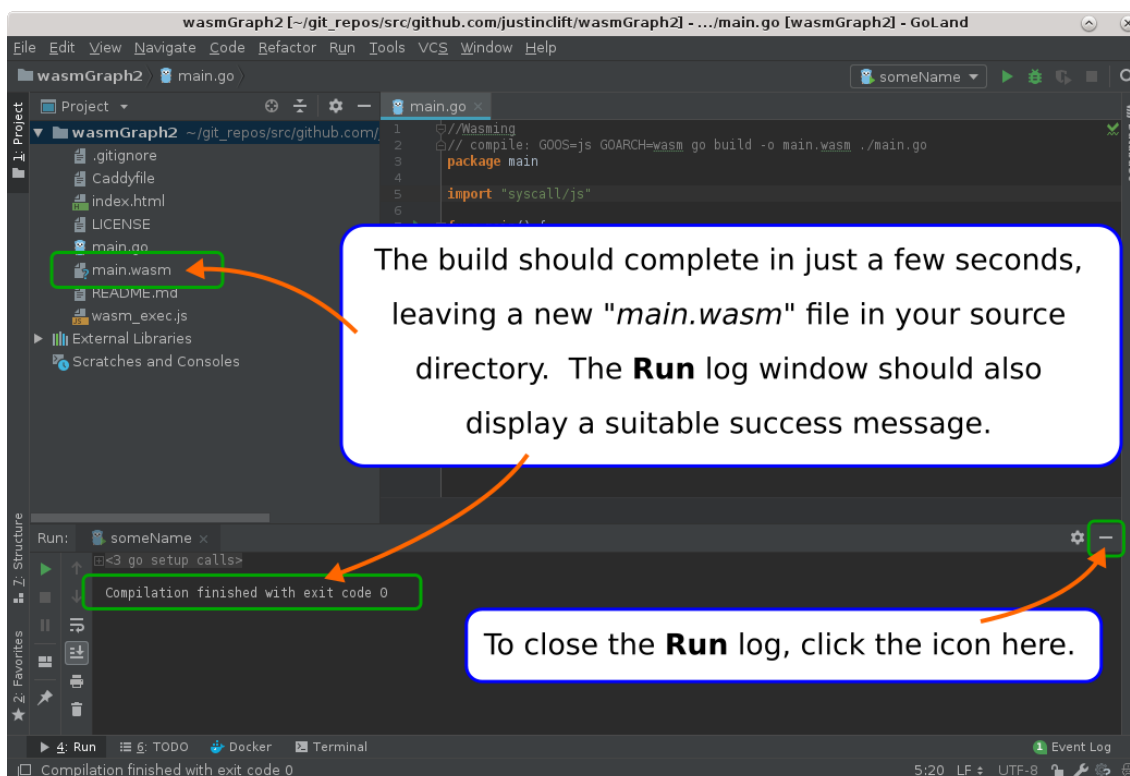 wasmGraph2 [~/git_repos/src/github.com/justinclift/wasmGraph2] - .../main.go [wasmGraph2] - GoLand
File Edit View Navigate Code Refactor Run Tools VCS Window Help
wasmGraph2 main.go someName
1: Project
Project
main.go
wasmGraph2 ~/git_repos/src/github.com/
.gitignore
Caddyfile
index.html
LICENSE
main.go
main.wasm
README.md
wasm_exec.js
External Libraries
Scratches and Consoles
1 //Wasming
2 // compile: GOOS=js GOARCH=wasm go build -o main.wasm ./main.go
3 package main
4
5 import "syscall/js"
6
The build should complete in just a few seconds,
leaving a new "main.wasm" file in your source
directory. The Run log window should also
display a suitable success message.
7: Structure
2: Favorites
Run: someName
<3 go setup calls>
Compilation finished with exit code 0
To close the Run log, click the icon here.
4: Run 6: TODO Docker Terminal 1 Event Log
Compilation finished with exit code 0 5:20 LF UTF-8